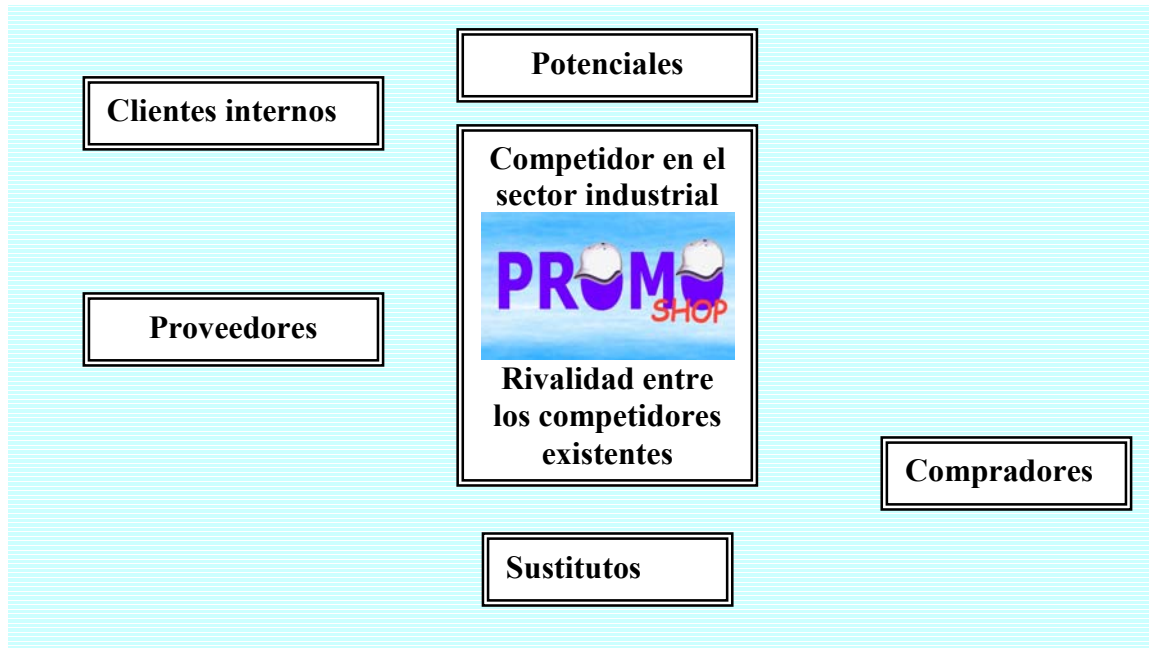 Potenciales
Clientes internos
Competidor en el
sector industrial
PROMO
SHOP
Proveedores
Rivalidad entre
los competidores
existentes
Compradores
Sustitutos